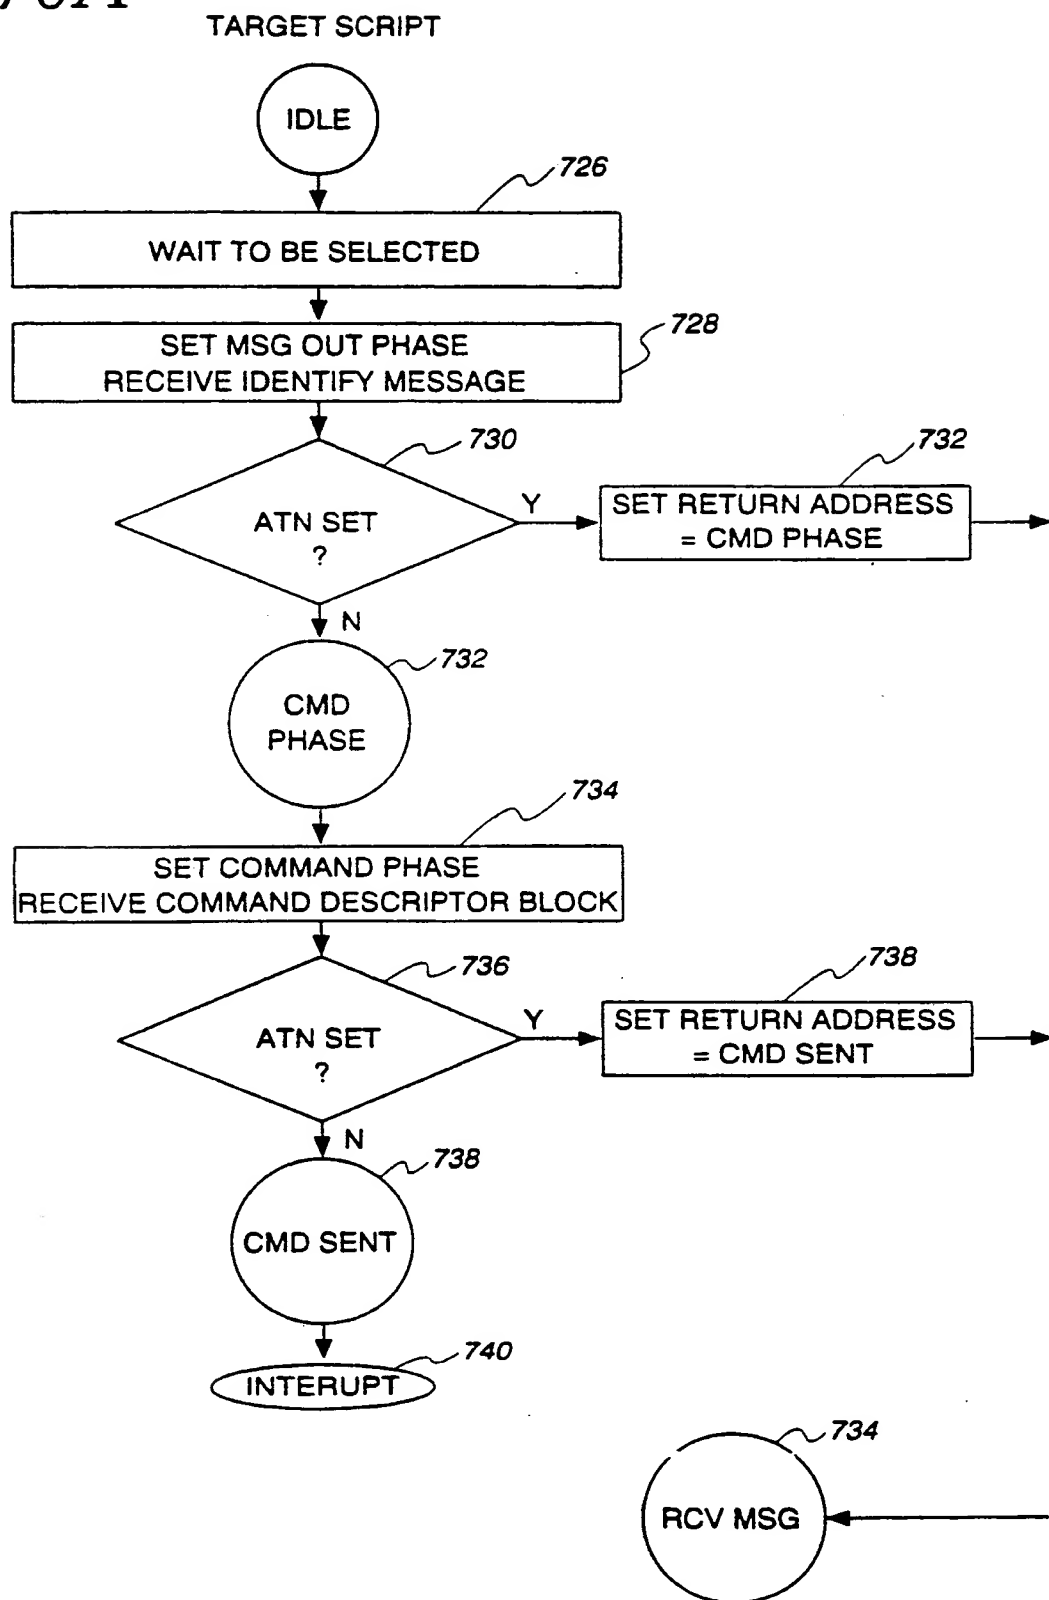 TARGET SCRIPT
IDLE
726
WAIT TO BE SELECTED
728
SET MSG OUT PHASE
RECEIVE IDENTIFY MESSAGE
730
ATN SET
?
Y
732
SET RETURN ADDRESS
= CMD PHASE
N
732
CMD
PHASE
734
SET COMMAND PHASE
RECEIVE COMMAND DESCRIPTOR BLOCK
736
ATN SET
?
Y
738
SET RETURN ADDRESS
= CMD SENT
N
738
CMD SENT
740
INTERUPT
734
RCV MSG